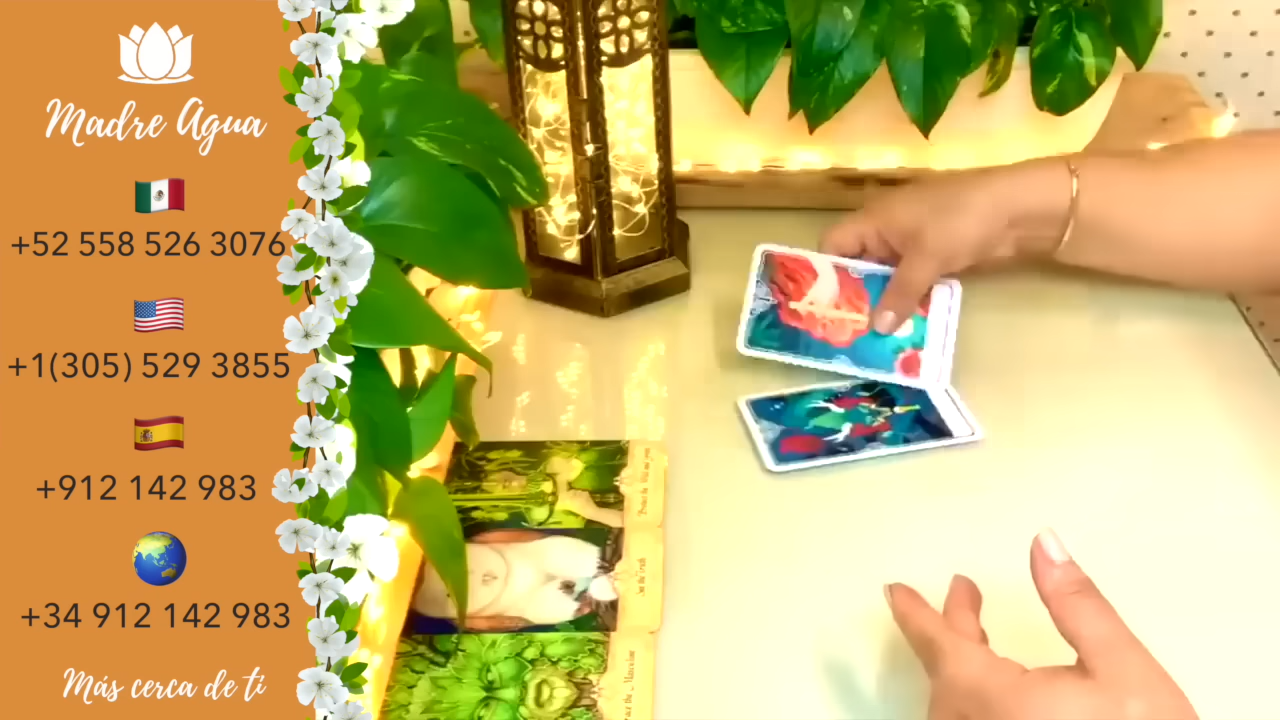 Madre Agua
+52 558 526 3076
+1(305) 529 3855
+912 142 983
+34 912 142 983
Más cerca de ti